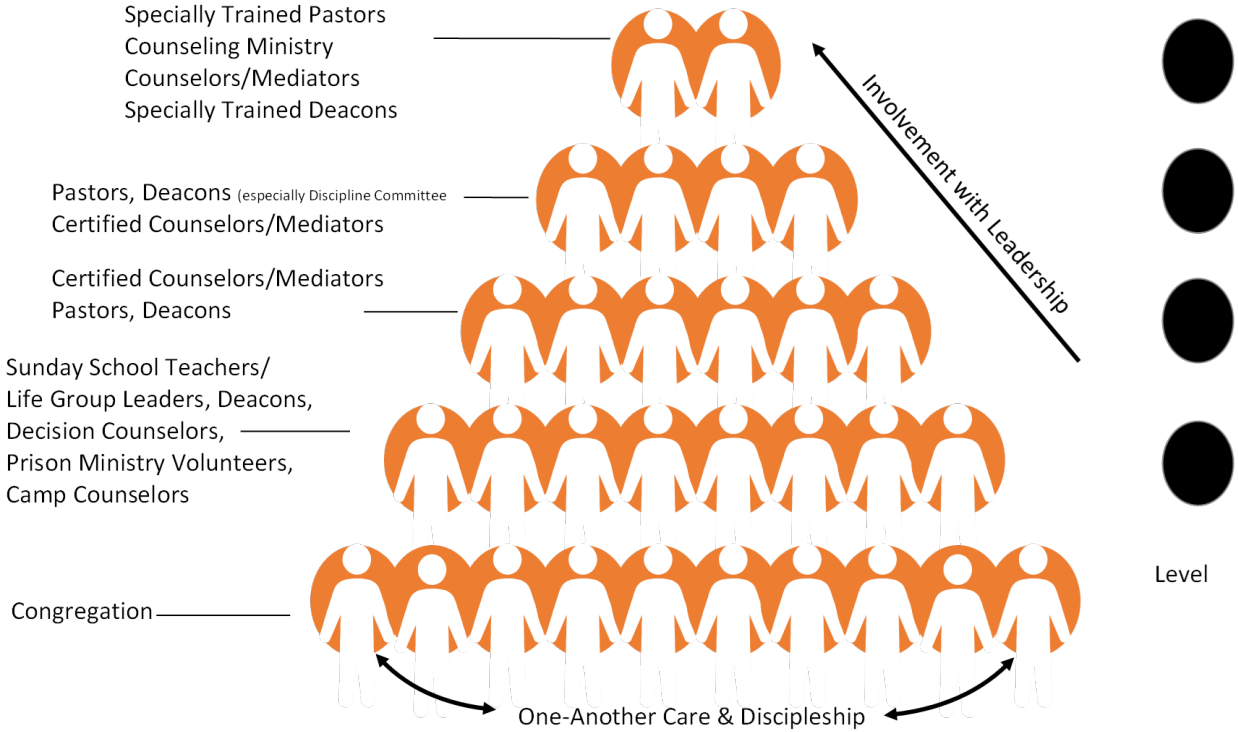 Specially Trained Pastors
Counseling Ministry
Counselors/Mediators
Specially Trained Deacons
Involvement with Leadership
Pastors, Deacons (especially Discipline Committee
Certified Counselors/Mediators
Certified Counselors/Mediators
Pastors, Deacons
Sunday School Teachers/
Life Group Leaders, Deacons,
Decision Counselors,
Prison Ministry Volunteers,
Camp Counselors
Level
Congregation
One-Another Care & Discipleship